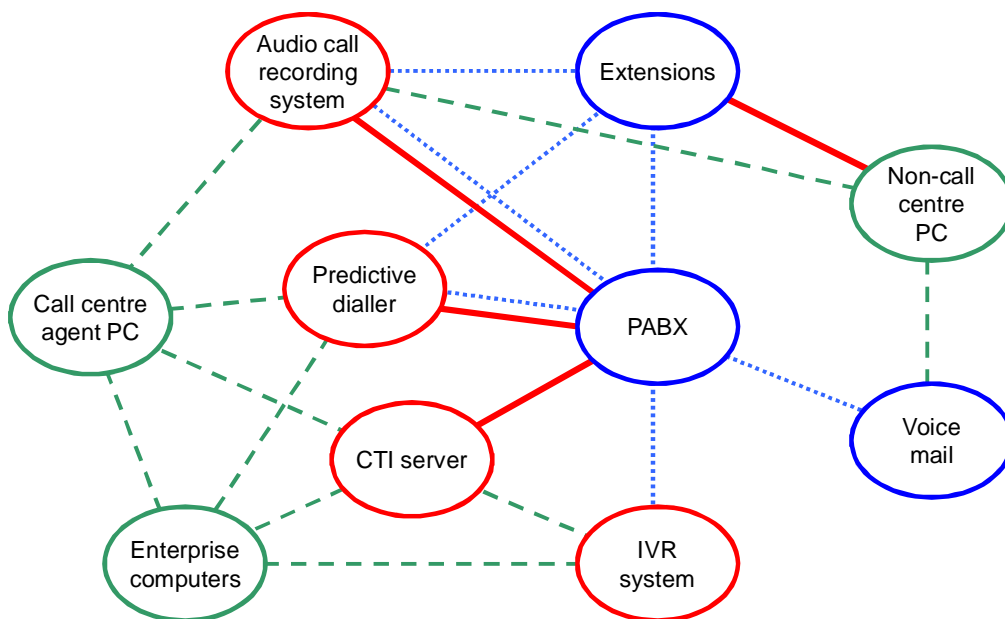 Audio call
recording
system
Extensions
Non-call
centre
PC
Predictive
dialler
Call centre
agent PC
PABX
CTI server
Voice
mail
Enterprise
computers
IVR
system